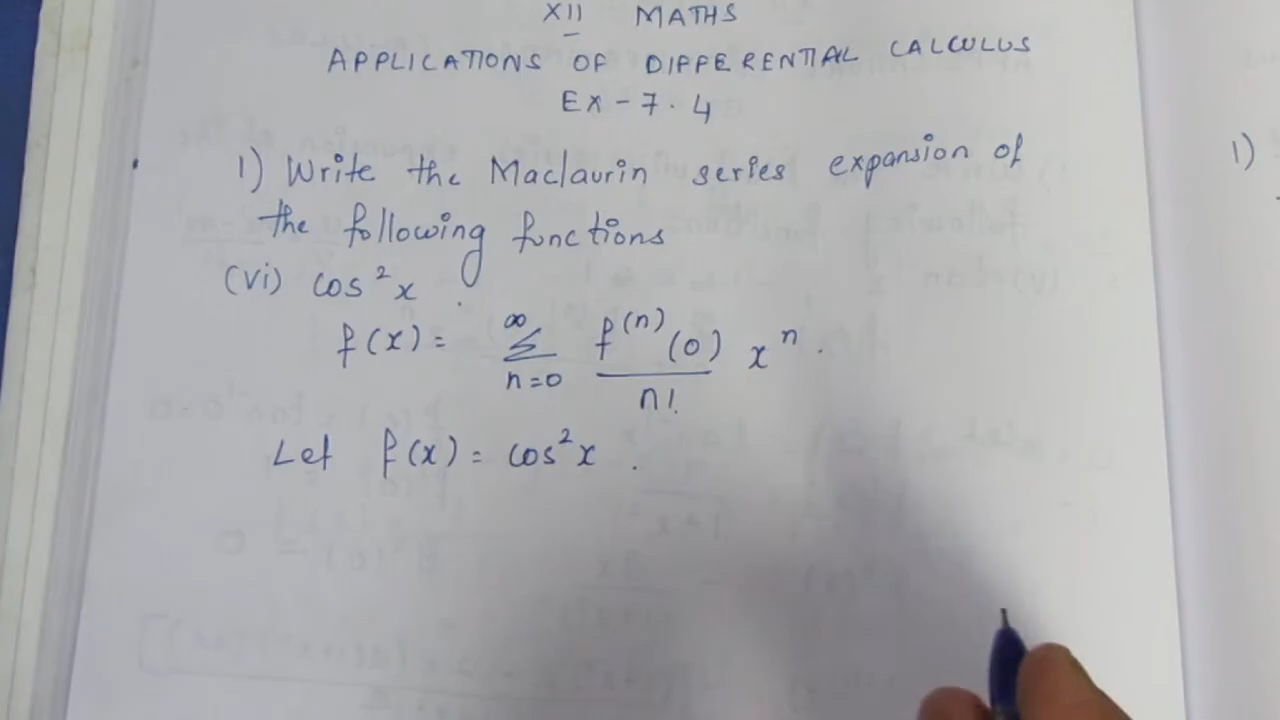 XII MATHS
APPLICATIONS OF DIFFERENTIAL CALCULUS
EX - 7.4
1) Write the Maclaurin series expansion of
the following functions
(vi) cos²x
f(x) = ∞ Σ n=0 f⁽ⁿ⁾(0) / n! xⁿ.
Let f(x) = cos²x.
1)